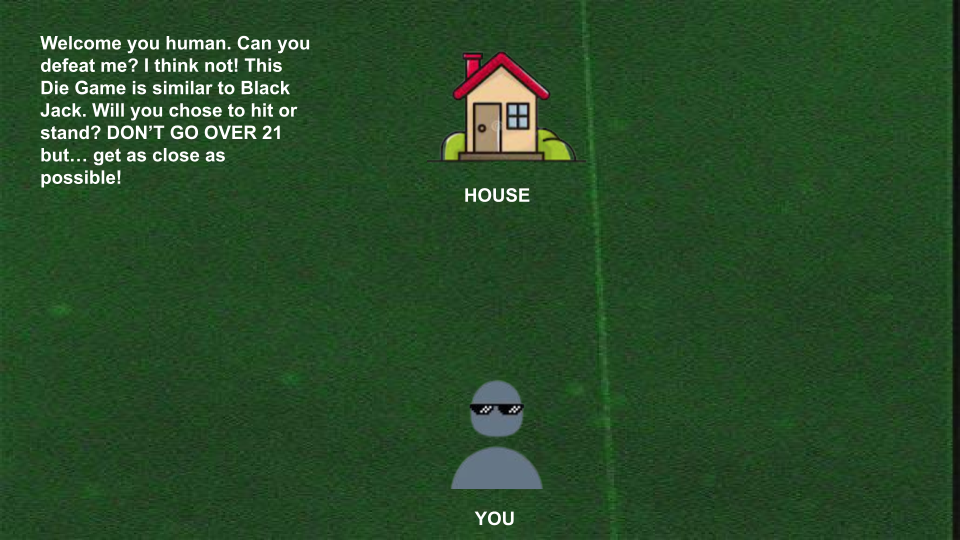 Welcome you human. Can you
defeat me? I think not! This
Die Game is similar to Black
Jack. Will you chose to hit or
stand? DON’T GO OVER 21
but… get as close as
possible!
HOUSE
YOU